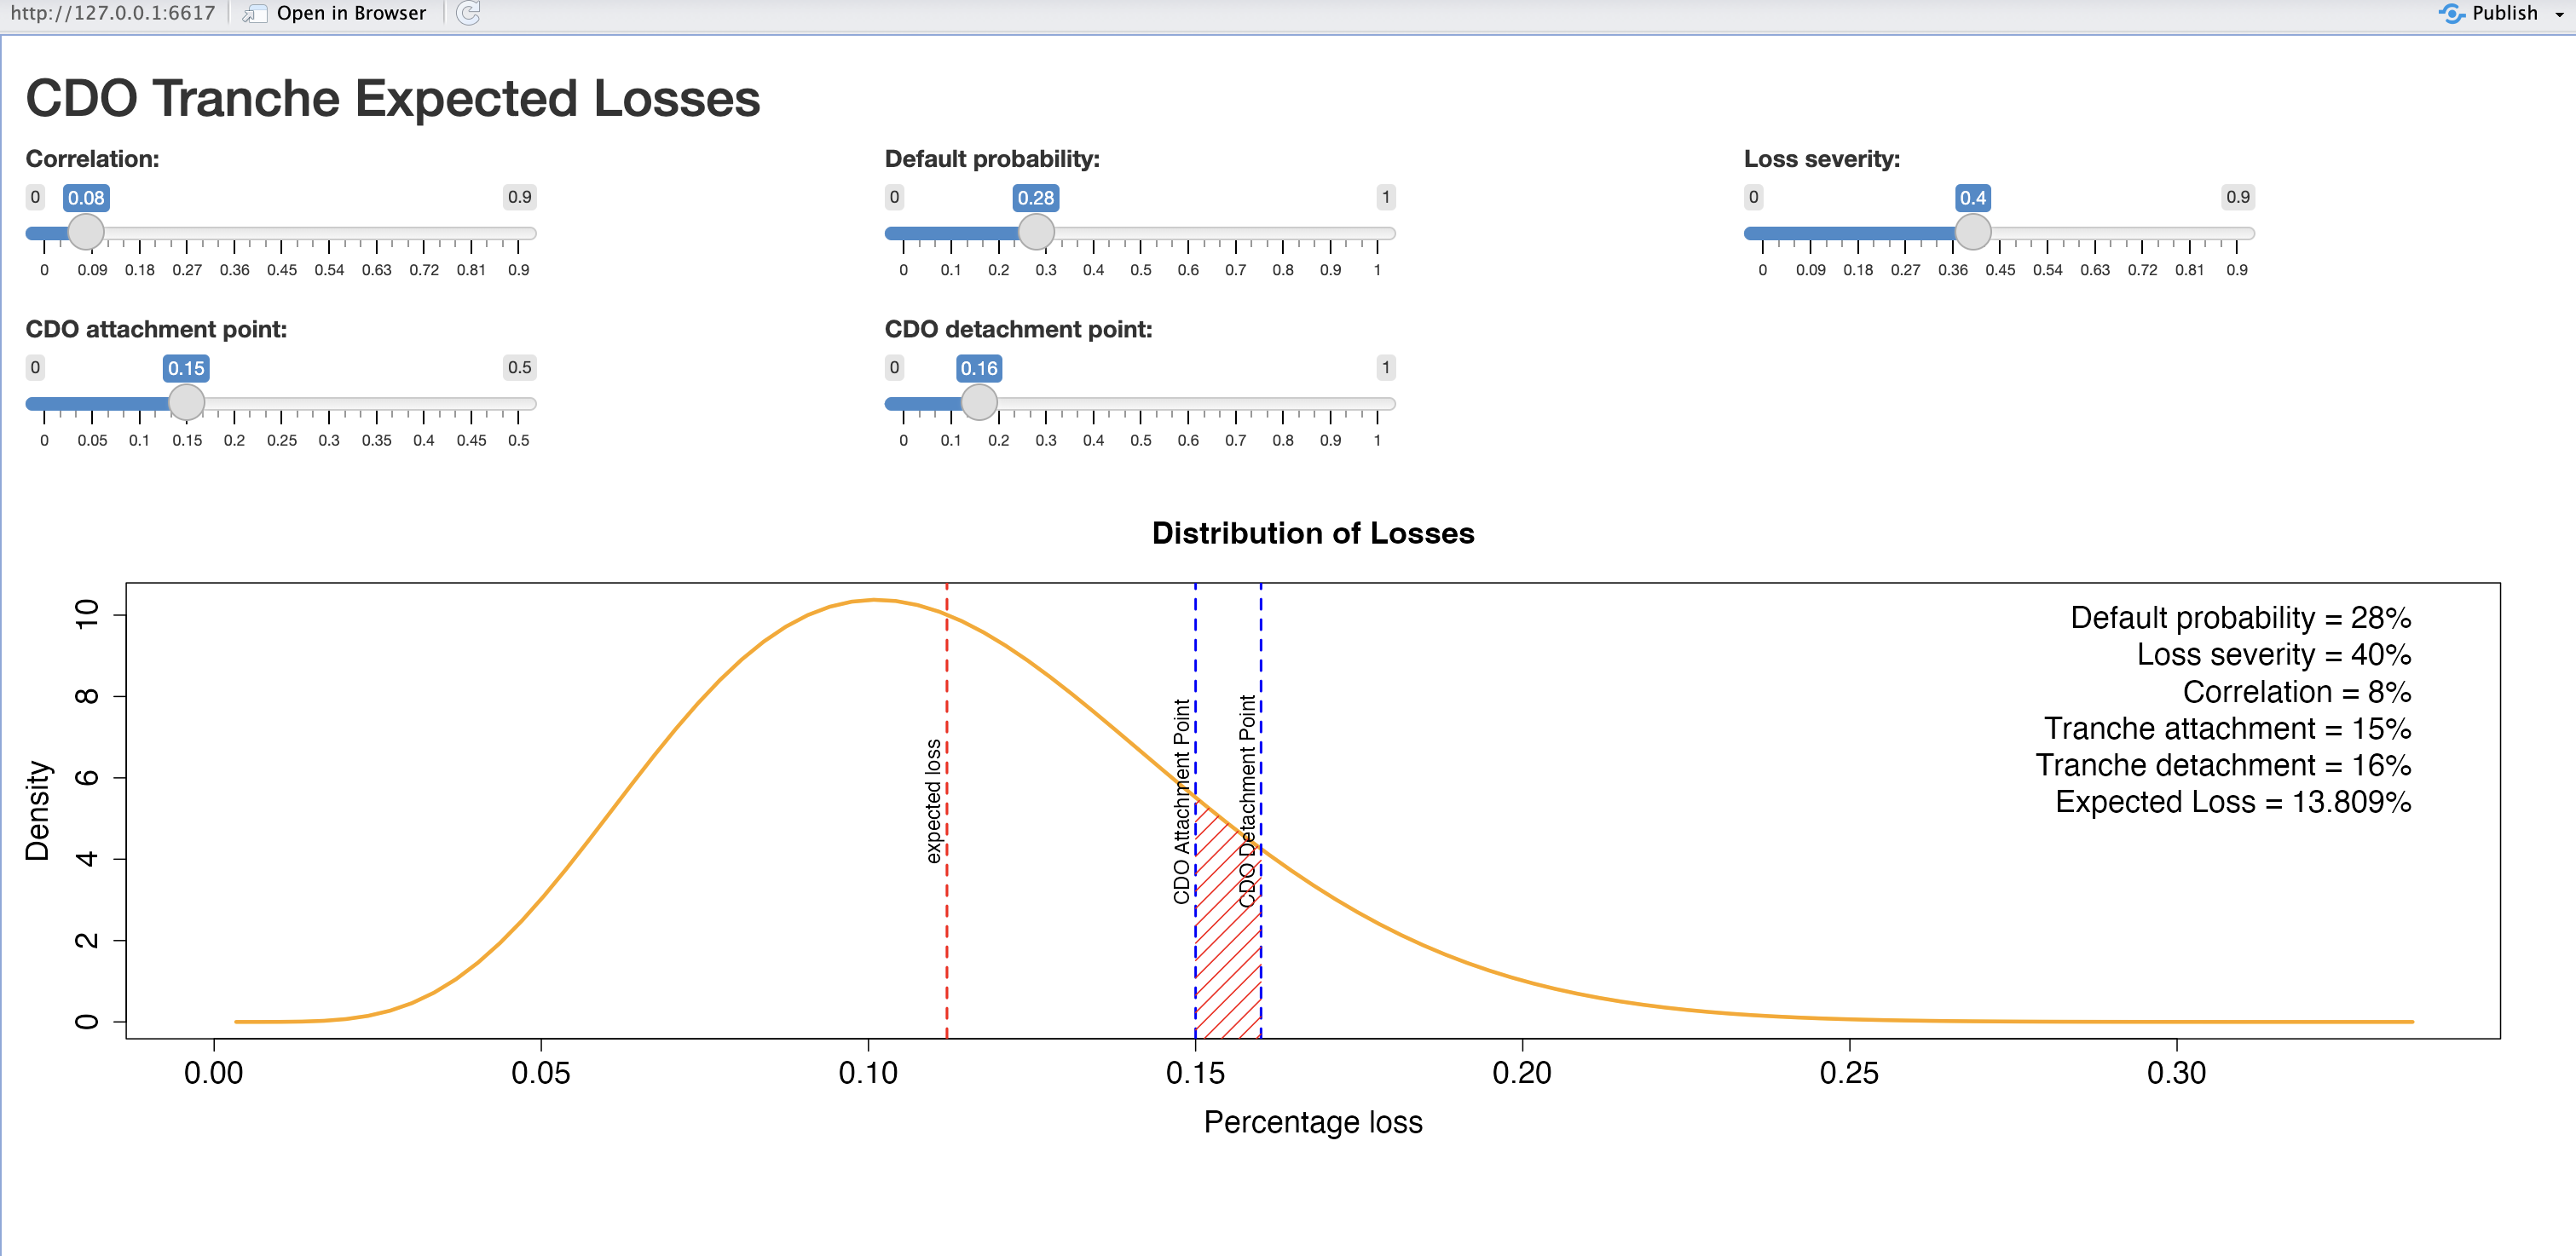 http://127.0.0.1:6617 Open in Browser Publish
CDO Tranche Expected Losses
Correlation: Default probability: Loss severity:
0 0.08 0.9 0 0.28 1 0 0.4 0.9
0 0.09 0.18 0.27 0.36 0.45 0.54 0.63 0.72 0.81 0.9 0 0.1 0.2 0.3 0.4 0.5 0.6 0.7 0.8 0.9 1 0 0.09 0.18 0.27 0.36 0.45 0.54 0.63 0.72 0.81 0.9
CDO attachment point: CDO detachment point:
0 0.15 0.5 0 0.16 1
0 0.05 0.1 0.15 0.2 0.25 0.3 0.35 0.4 0.45 0.5 0 0.1 0.2 0.3 0.4 0.5 0.6 0.7 0.8 0.9 1
Distribution of Losses
Density
10
8
6
4
2
0
expected loss
CDO Attachment Point
CDO Detachment Point
Default probability = 28%
Loss severity = 40%
Correlation = 8%
Tranche attachment = 15%
Tranche detachment = 16%
Expected Loss = 13.809%
0.00 0.05 0.10 0.15 0.20 0.25 0.30
Percentage loss